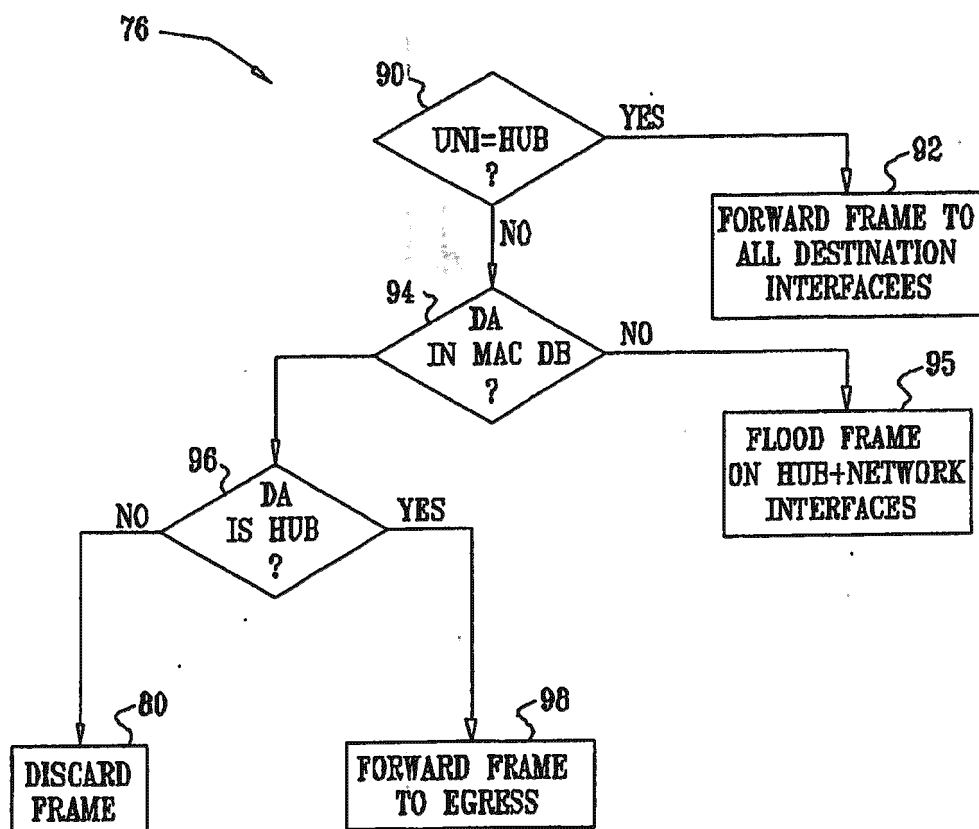 76
90
UNI=HUB
?
YES
NO
92
FORWARD FRAME TO
ALL DESTINATION
INTERFACEES
94
DA
IN MAC DB
?
NO
95
FLOOD FRAME
ON HUB+NETWORK
INTERFACES
96
DA
IS HUB
?
NO
YES
80
DISCARD
FRAME
98
FORWARD FRAME
TO EGRESS